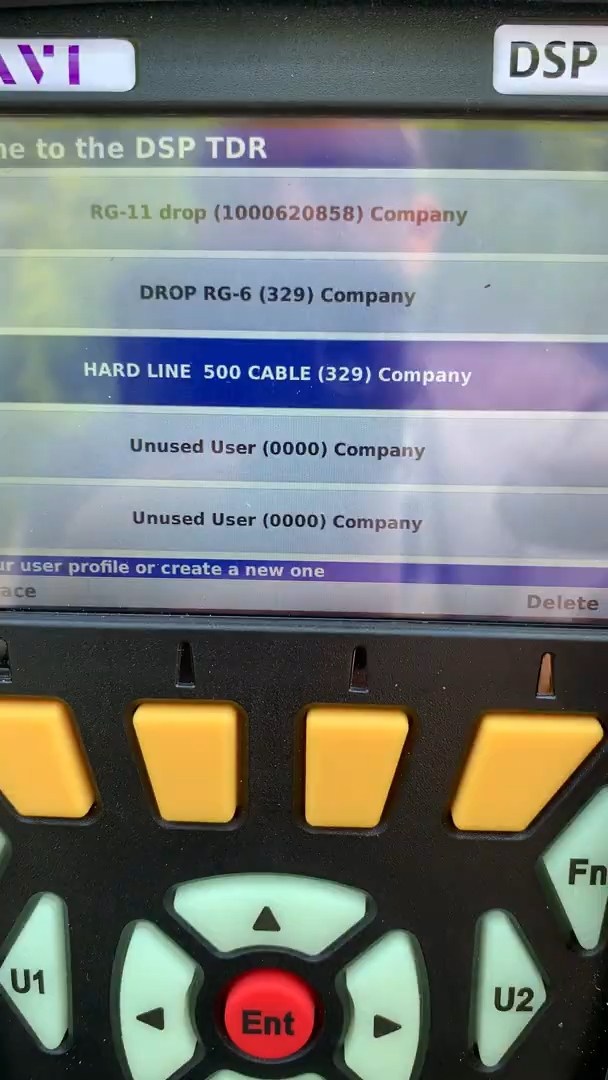 AVI
DSP
ne to the DSP TDR
RG-11 drop (1000620858) Company
DROP RG-6 (329) Company
HARD LINE 500 CABLE (329) Company
Unused User (0000) Company
Unused User (0000) Company
ur user profile or create a new one
ace
Delete
Fn
U1
U2
Ent